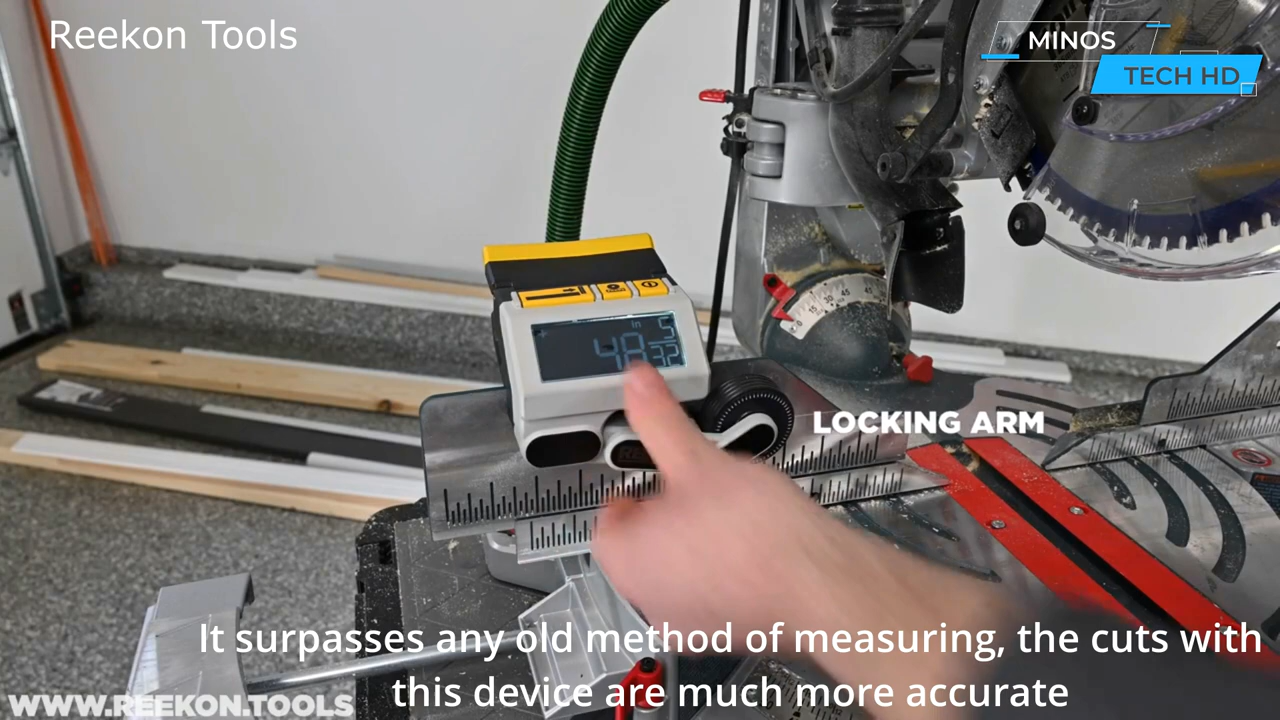 Reekon Tools
MINOS
TECH HD
in
48 5/32
LOCKING ARM
It surpasses any old method of measuring, the cuts with
this device are much more accurate
WWW.REEKON.TOOLS